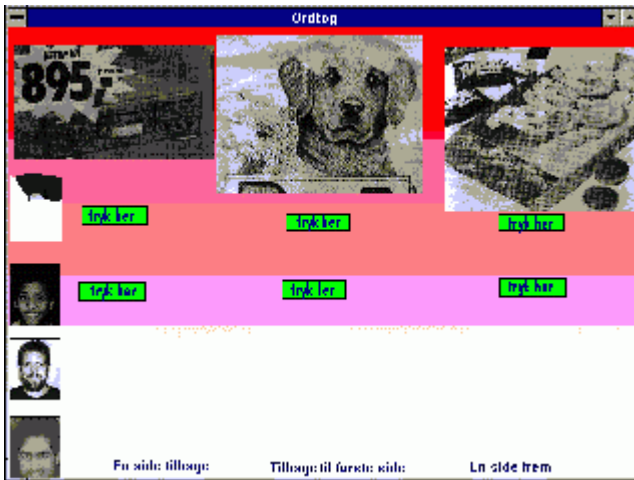 Ordbog
895,-
tryk her
tryk her
tryk her
tryk her
tryk her
tryk her
En side tilbage
Tilbage til første side
En side frem